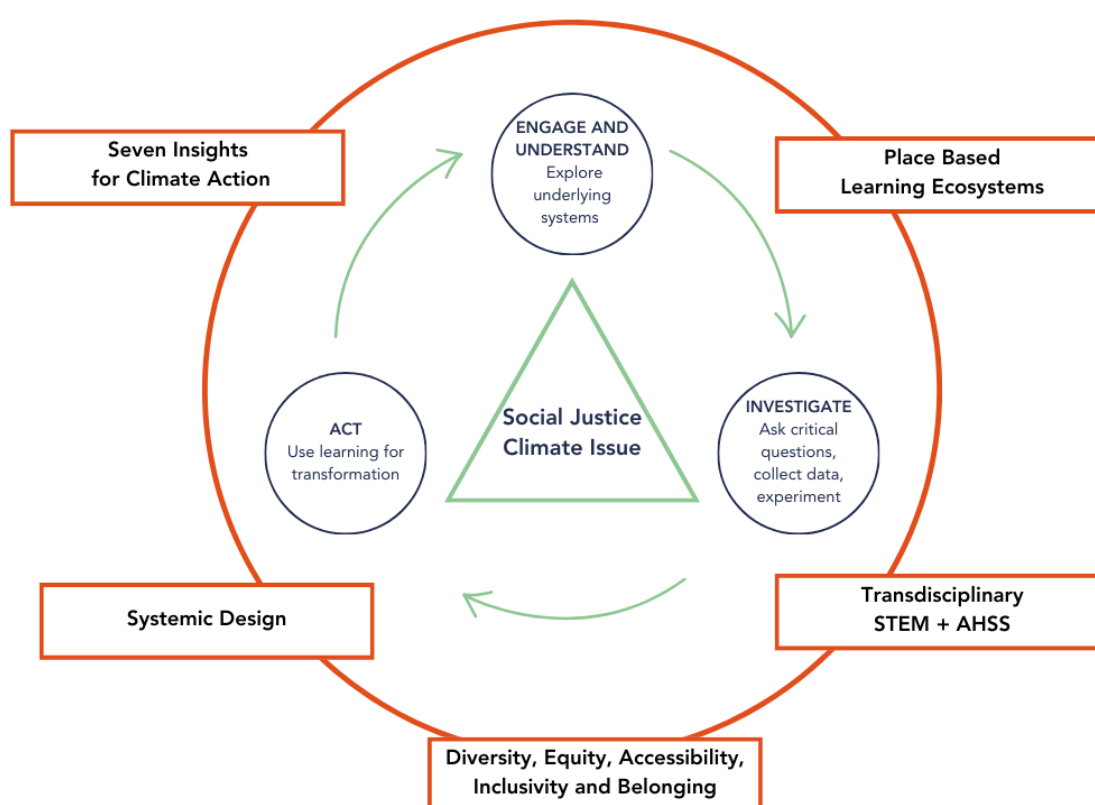 ENGAGE AND
UNDERSTAND
Explore
underlying
systems
Seven Insights
for Climate Action
Place Based
Learning Ecosystems
Social Justice
Climate Issue
ACT
Use learning for
transformation
INVESTIGATE
Ask critical
questions,
collect data,
experiment
Systemic Design
Transdisciplinary
STEM + AHSS
Diversity, Equity, Accessibility,
Inclusivity and Belonging